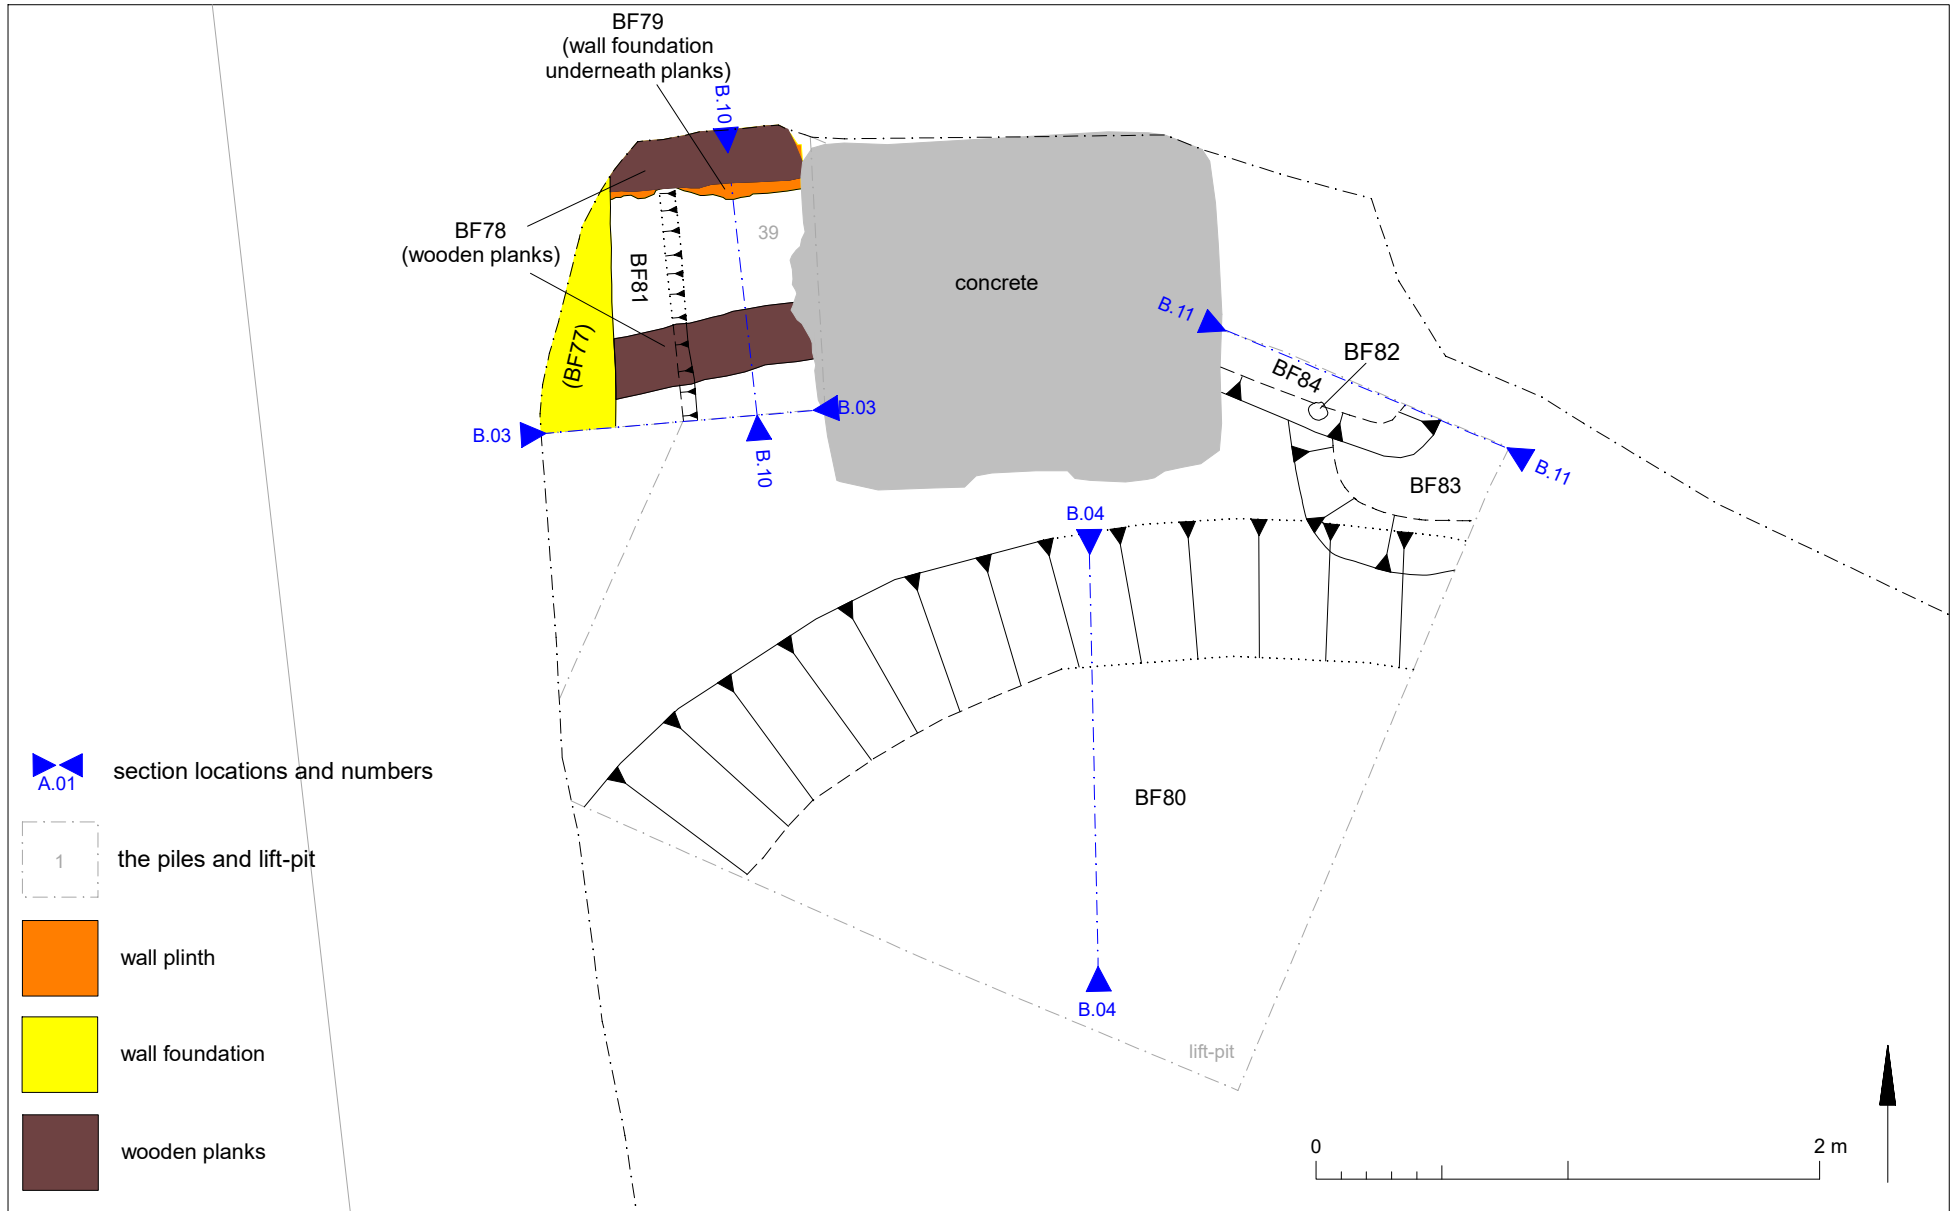 BF79
(wall foundation
underneath planks)
B.10
BF78
(wooden planks)
39
BF81
(BF77)
concrete
B.11
BF82
BF84
B.03
B.03
B.10
B.11
BF83
B.04
BF80
B.04
lift-pit
A.01
section locations and numbers
1
the piles and lift-pit
wall plinth
wall foundation
wooden planks
0
2 m